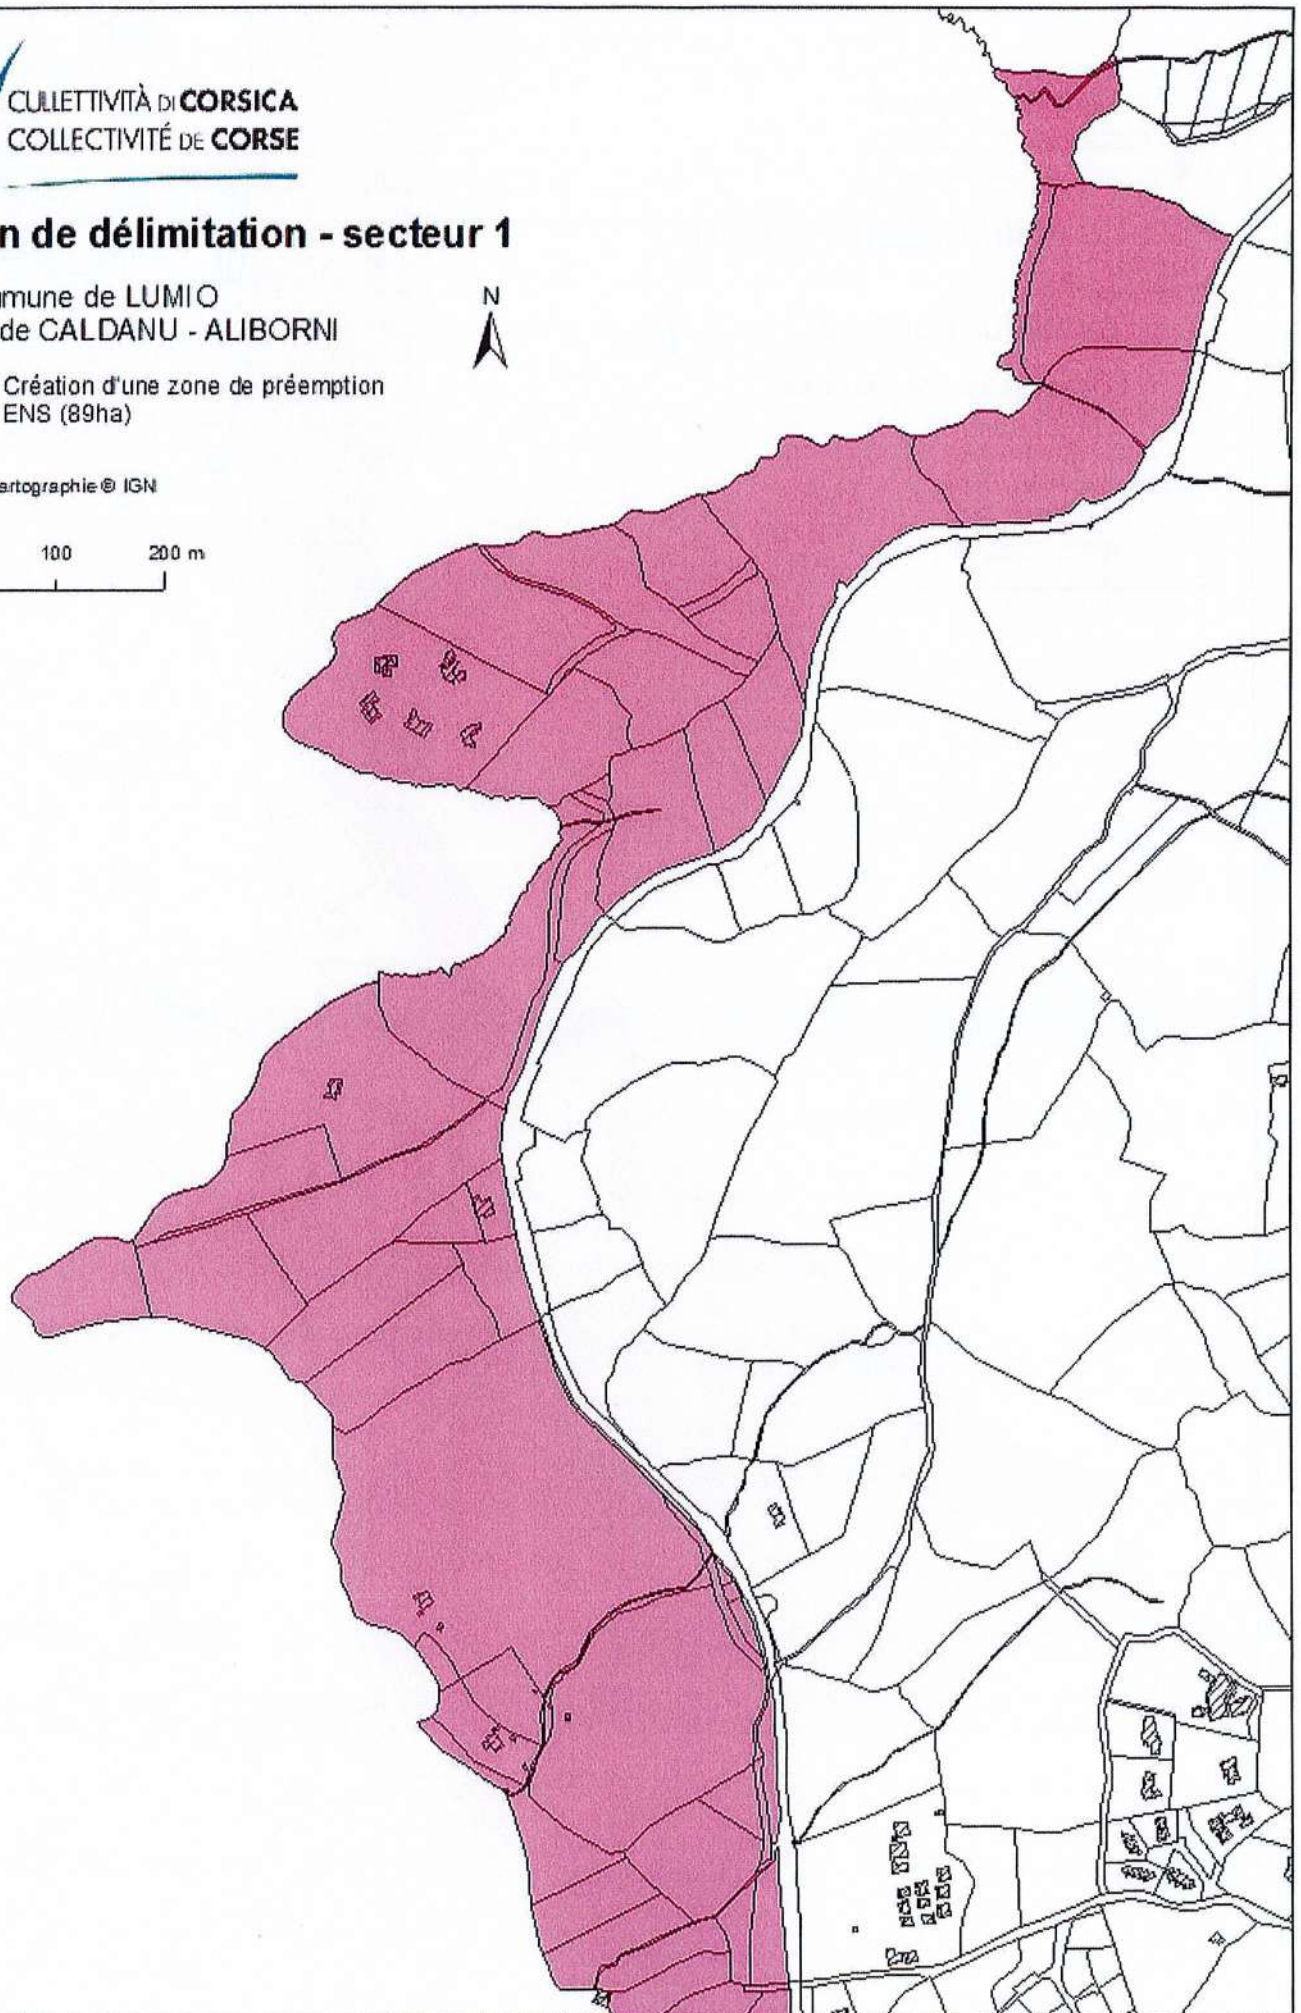 CULLETTIVITÀ DI CORSICA
COLLECTIVITÉ DE CORSE
n de délimitation - secteur 1
mmune de LUMIO
de CALDANU - ALIBORNI
N
Création d'une zone de préemption
ENS (89ha)
artographie © IGN
100 200 m